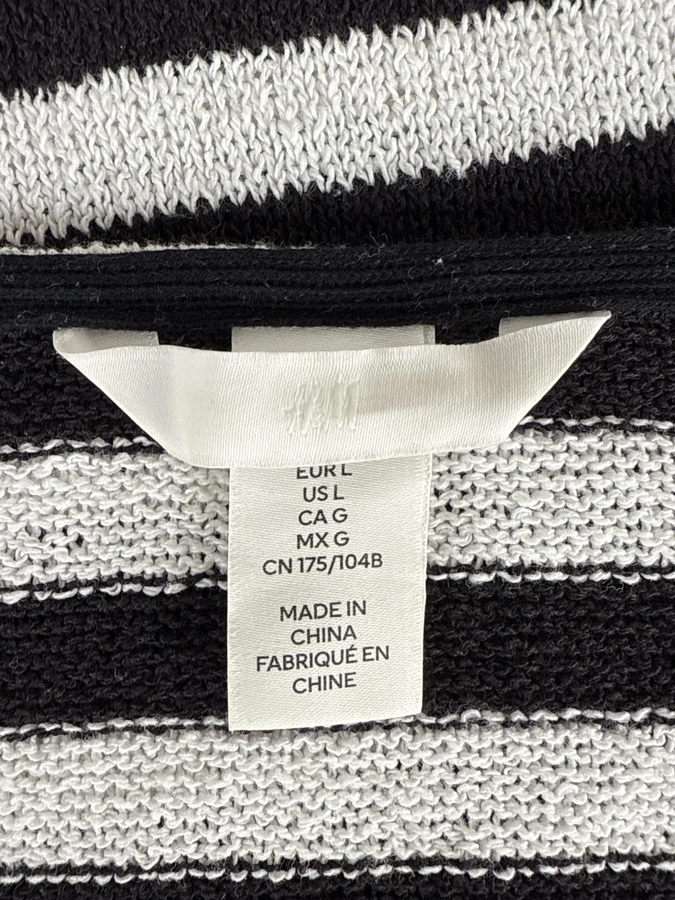 H&M
EUR L
US L
CA G
MX G
CN 175/104B
MADE IN
CHINA
FABRIQUÉ EN
CHINE